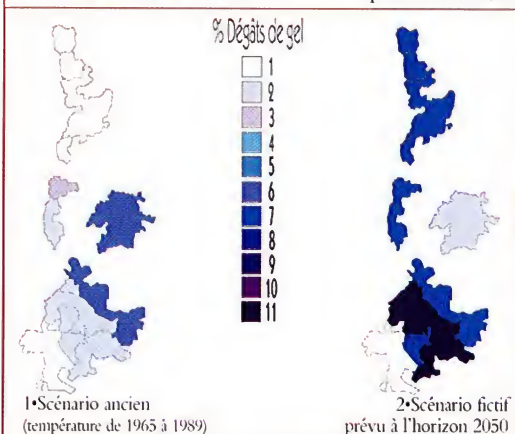 % Dégâts de gel
1
2
3
4
5
6
7
8
9
10
11
1•Scénario ancien
(température de 1965 à 1989)
2•Scénario fictif
prévu à l'horizon 2050